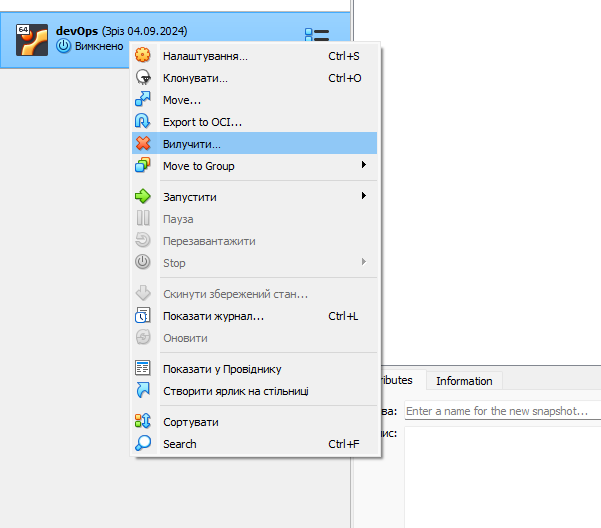 64
devOps (Зріз 04.09.2024)
Вимкнено
Налаштування... Ctrl+S
Клонувати... Ctrl+O
Move...
Export to OCI...
Вилучити...
Move to Group
Запустити
Пауза
Перезавантажити
Stop
Скинути збережений стан...
Показати журнал... Ctrl+L
Оновити
Показати у Провіднику
Створити ярлик на стільниці
Сортувати
Search Ctrl+F
ributes Information
ва: Enter a name for the new snapshot...
ис: